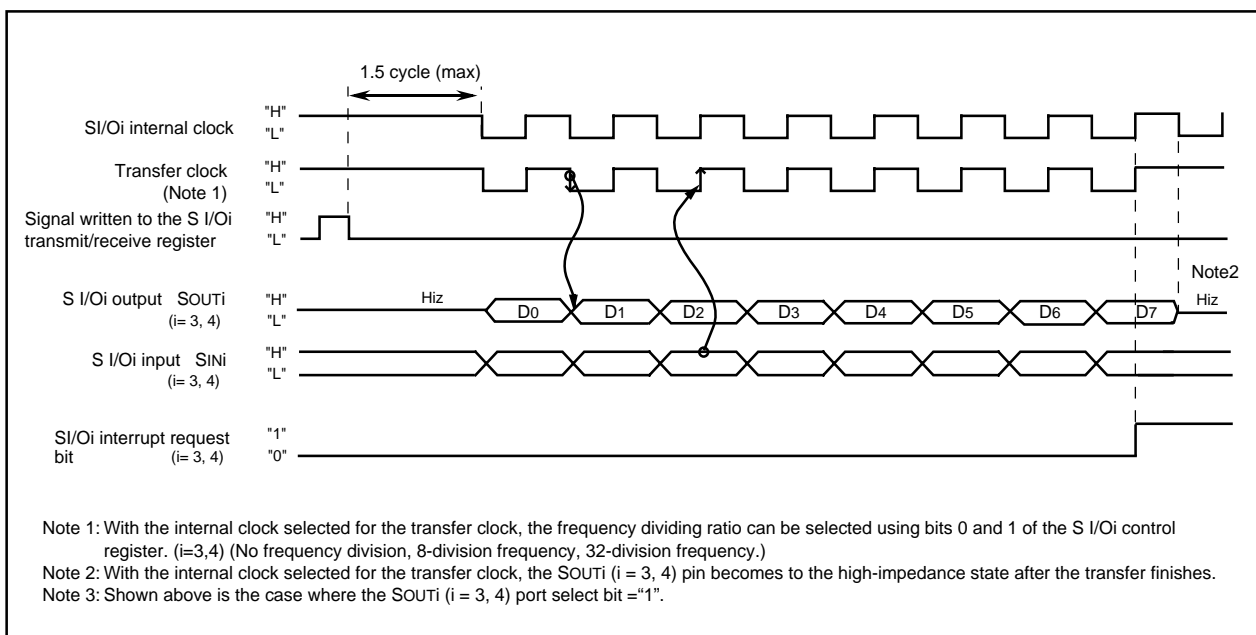 1.5 cycle (max)
SI/Oi internal clock
"H"
"L"
Transfer clock
(Note 1)
"H"
"L"
Signal written to the S I/Oi
transmit/receive register
"H"
"L"
Note2
S I/Oi output SOUTi
(i= 3, 4)
"H"
"L"
Hiz
D0
D1
D2
D3
D4
D5
D6
D7
Hiz
S I/Oi input SINi
(i= 3, 4)
"H"
"L"
SI/Oi interrupt request
bit (i= 3, 4)
"1"
"0"
Note 1: With the internal clock selected for the transfer clock, the frequency dividing ratio can be selected using bits 0 and 1 of the S I/Oi control
register. (i=3,4) (No frequency division, 8-division frequency, 32-division frequency.)
Note 2: With the internal clock selected for the transfer clock, the SOUTi (i = 3, 4) pin becomes to the high-impedance state after the transfer finishes.
Note 3: Shown above is the case where the SOUTi (i = 3, 4) port select bit =“1”.